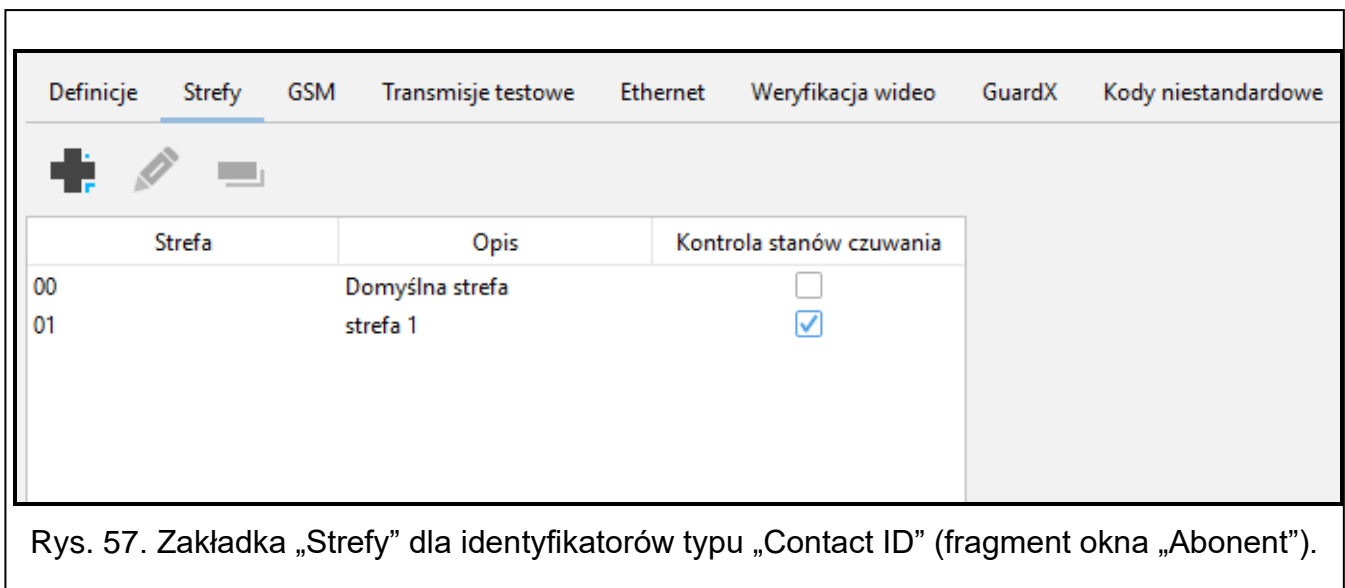 Definicje Strefy GSM Transmisje testowe Ethernet Weryfikacja wideo GuardX Kody niestandardowe
Strefa Opis Kontrola stanów czuwania
00 Domyślna strefa
01 strefa 1
Rys. 57. Zakładka „Strefy” dla identyfikatorów typu „Contact ID” (fragment okna „Abonent”).